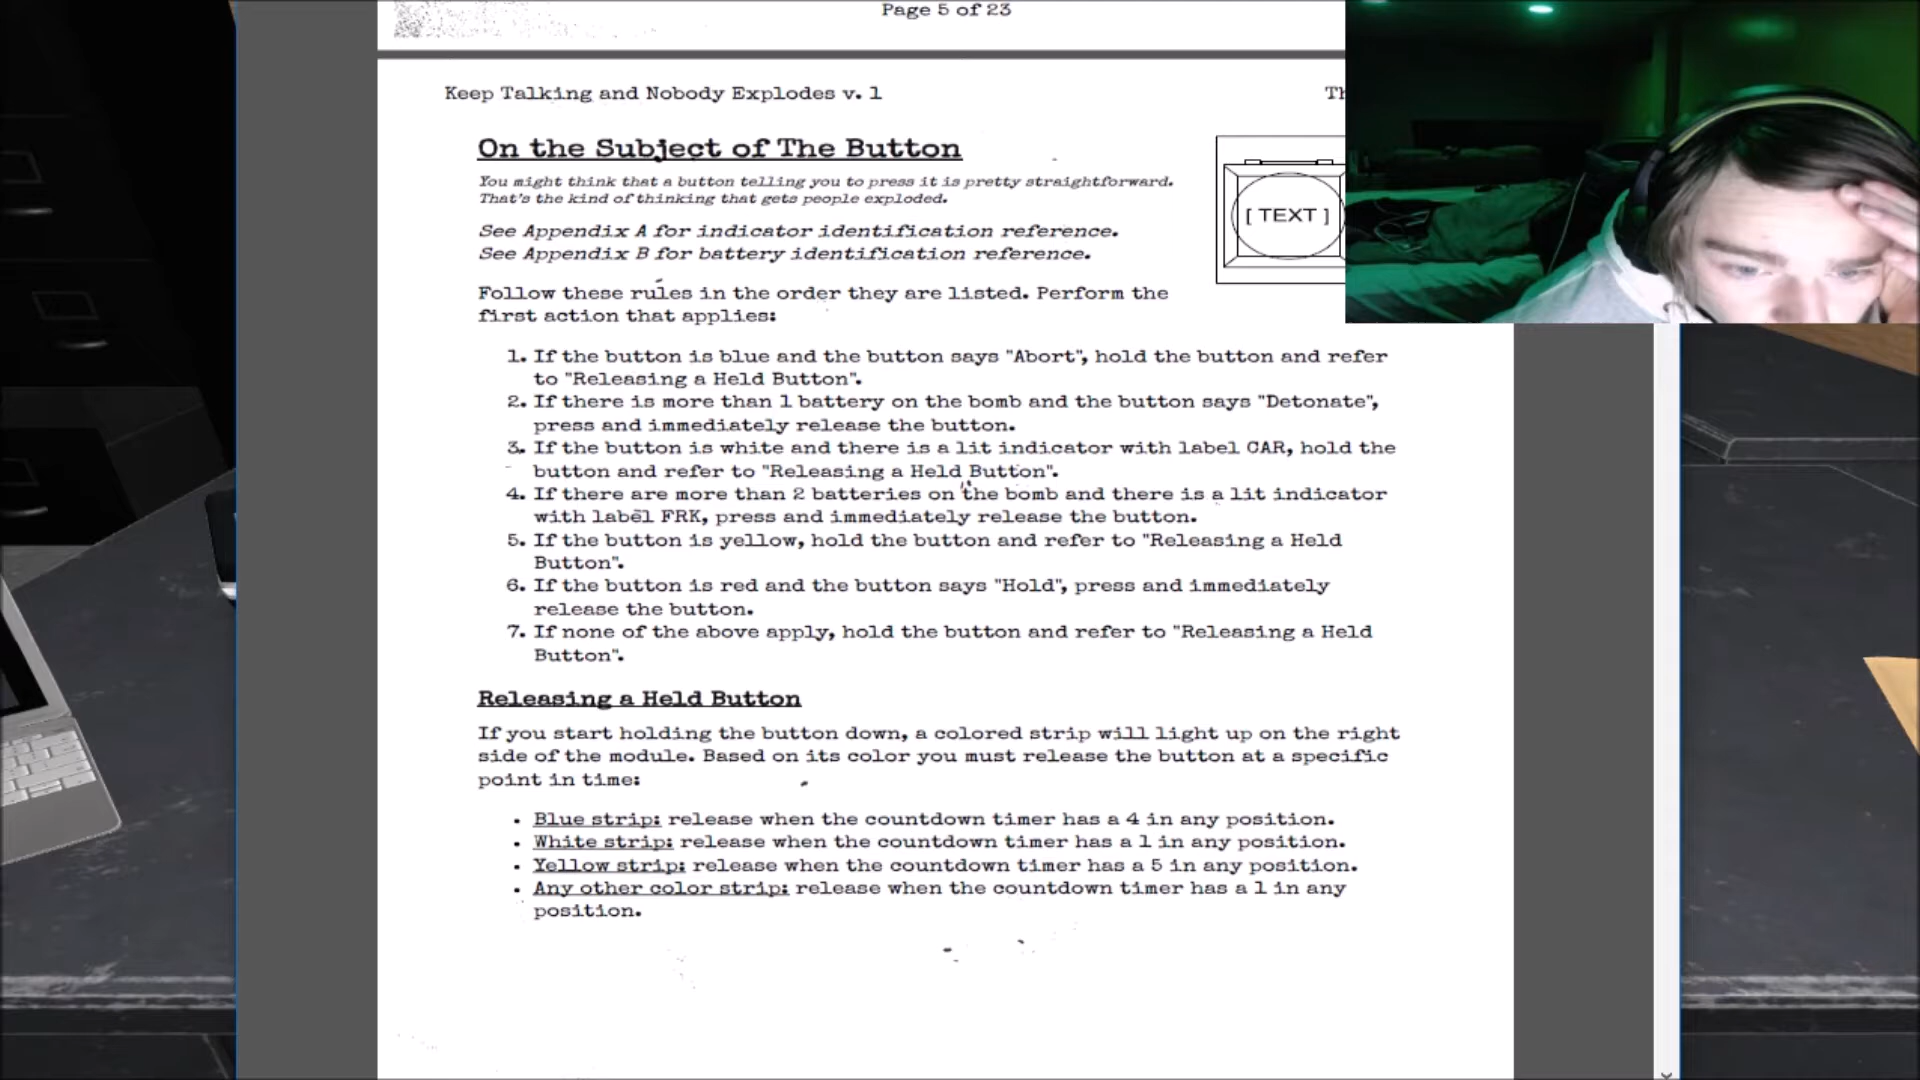 Page 5 of 23
Keep Talking and Nobody Explodes v. 1
On the Subject of The Button
You might think that a button telling you to press it is pretty straightforward.
That's the kind of thinking that gets people exploded.
[ TEXT ]
See Appendix A for indicator identification reference.
See Appendix B for battery identification reference.
Follow these rules in the order they are listed. Perform the
first action that applies:
1. If the button is blue and the button says "Abort", hold the button and refer
to "Releasing a Held Button".
2. If there is more than 1 battery on the bomb and the button says "Detonate",
press and immediately release the button.
3. If the button is white and there is a lit indicator with label CAR, hold the
button and refer to "Releasing a Held Button".
4. If there are more than 2 batteries on the bomb and there is a lit indicator
with label FRK, press and immediately release the button.
5. If the button is yellow, hold the button and refer to "Releasing a Held
Button".
6. If the button is red and the button says "Hold", press and immediately
release the button.
7. If none of the above apply, hold the button and refer to "Releasing a Held
Button".
Releasing a Held Button
If you start holding the button down, a colored strip will light up on the right
side of the module. Based on its color you must release the button at a specific
point in time:
• Blue strip: release when the countdown timer has a 4 in any position.
• White strip: release when the countdown timer has a 1 in any position.
• Yellow strip: release when the countdown timer has a 5 in any position.
• Any other color strip: release when the countdown timer has a 1 in any
position.